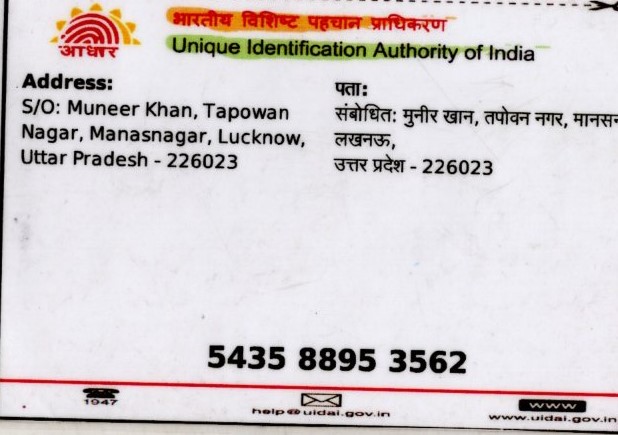 भारतीय विशिष्ट पहचान प्राधिकरण
आधार
Unique Identification Authority of India
Address:
S/O: Muneer Khan, Tapowan
Nagar, Manasnagar, Lucknow,
Uttar Pradesh - 226023
पता:
संबोधित: मुनीर खान, तपोवन नगर, मानसन
लखनऊ,
उत्तर प्रदेश - 226023
5435 8895 3562
1947
help@uidai.gov.in
www
www.uidai.gov.in